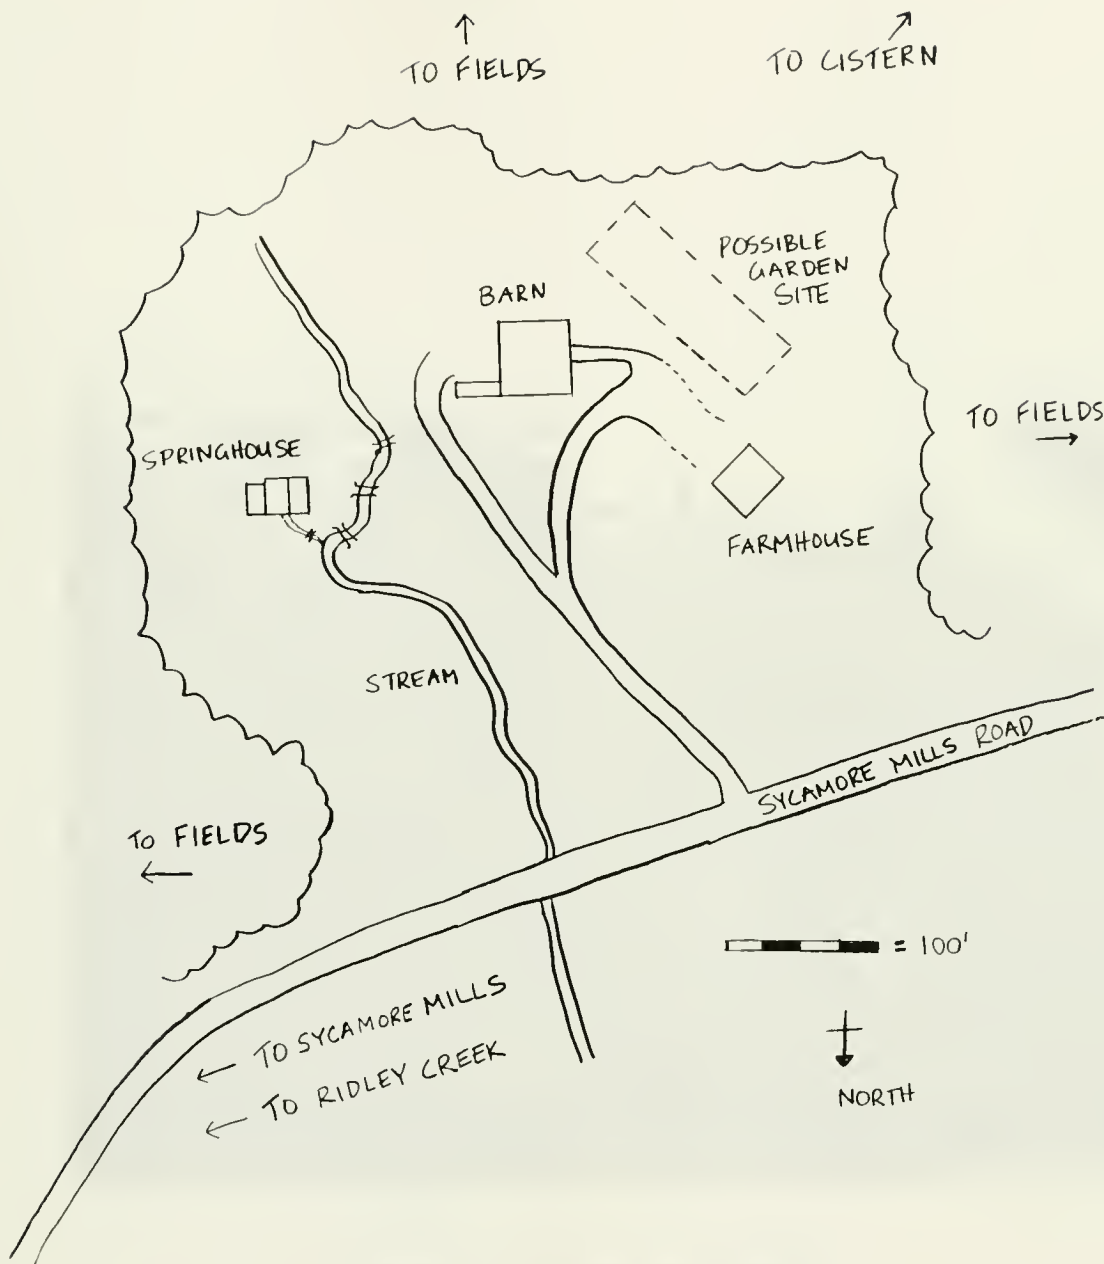 TO FIELDS
TO CISTERN
POSSIBLE
GARDEN
SITE
BARN
TO FIELDS
SPRINGHOUSE
FARMHOUSE
STREAM
SYCAMORE MILLS ROAD
TO FIELDS
= 100'
TO SYCAMORE MILLS
TO RIDLEY CREEK
NORTH